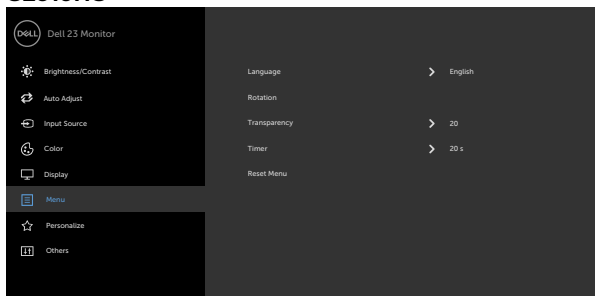 DELL Dell 23 Monitor
Brightness/Contrast
Language English
Auto Adjust
Rotation
Input Source
Transparency 20
Color
Timer 20 s
Display
Reset Menu
Menu
Personalize
Others